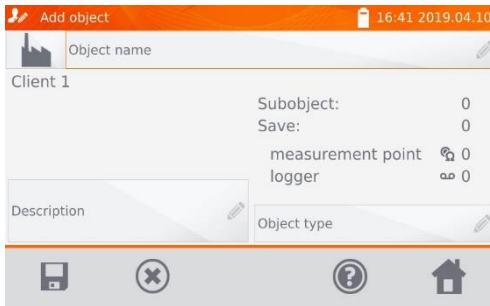 Add object
16:41 2019.04.10
Object name
Client 1
Subobject: 0
Save: 0
measurement point 0
logger 0
Description
Object type